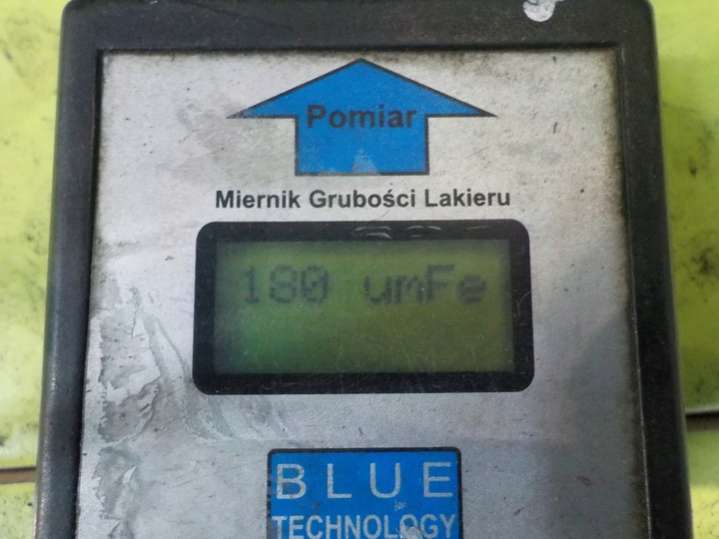 Pomiar
Miernik Grubości Lakieru
180 umFe
BLUE
TECHNOLOGY